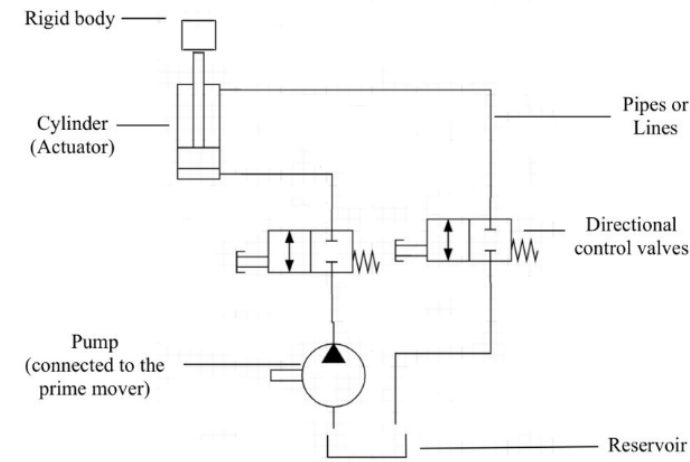 Rigid body
Cylinder
(Actuator)
Pipes or
Lines
Directional
control valves
Pump
(connected to the
prime mover)
Reservoir